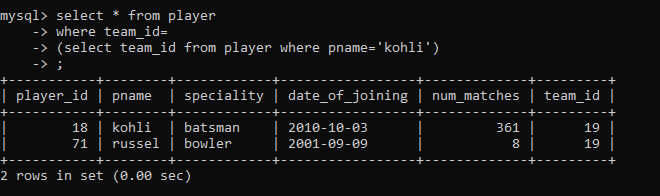 mysql> select * from player
    -> where team_id=
    -> (select team_id from player where pname='kohli')
    -> ;
+-----------+--------+------------+-----------------+-------------+---------+
| player_id | pname  | speciality | date_of_joining | num_matches | team_id |
+-----------+--------+------------+-----------------+-------------+---------+
|        18 | kohli  | batsman    | 2010-10-03      |         361 |      19 |
|        71 | russel | bowler     | 2001-09-09      |           8 |      19 |
+-----------+--------+------------+-----------------+-------------+---------+
2 rows in set (0.00 sec)